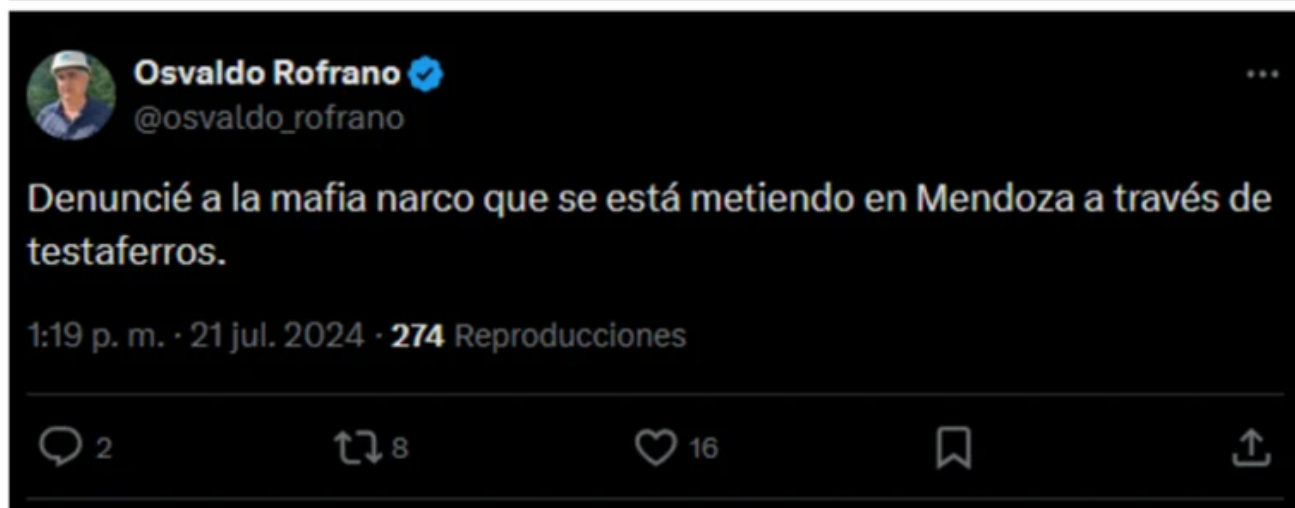 Osvaldo Rofrano
@osvaldo_rofrano
Denuncié a la mafia narco que se está metiendo en Mendoza a través de
testaferros.
1:19 p. m. · 21 jul. 2024 · 274 Reproducciones
2 8 16